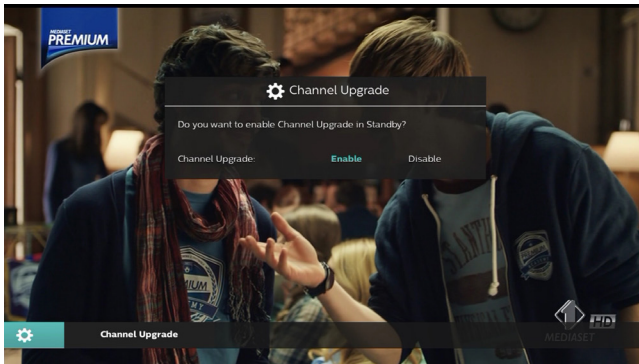 MEDIASET
PREMIUM
Channel Upgrade
Do you want to enable Channel Upgrade in Standby?
Channel Upgrade: Enable Disable
Channel Upgrade
HD
MEDIASET